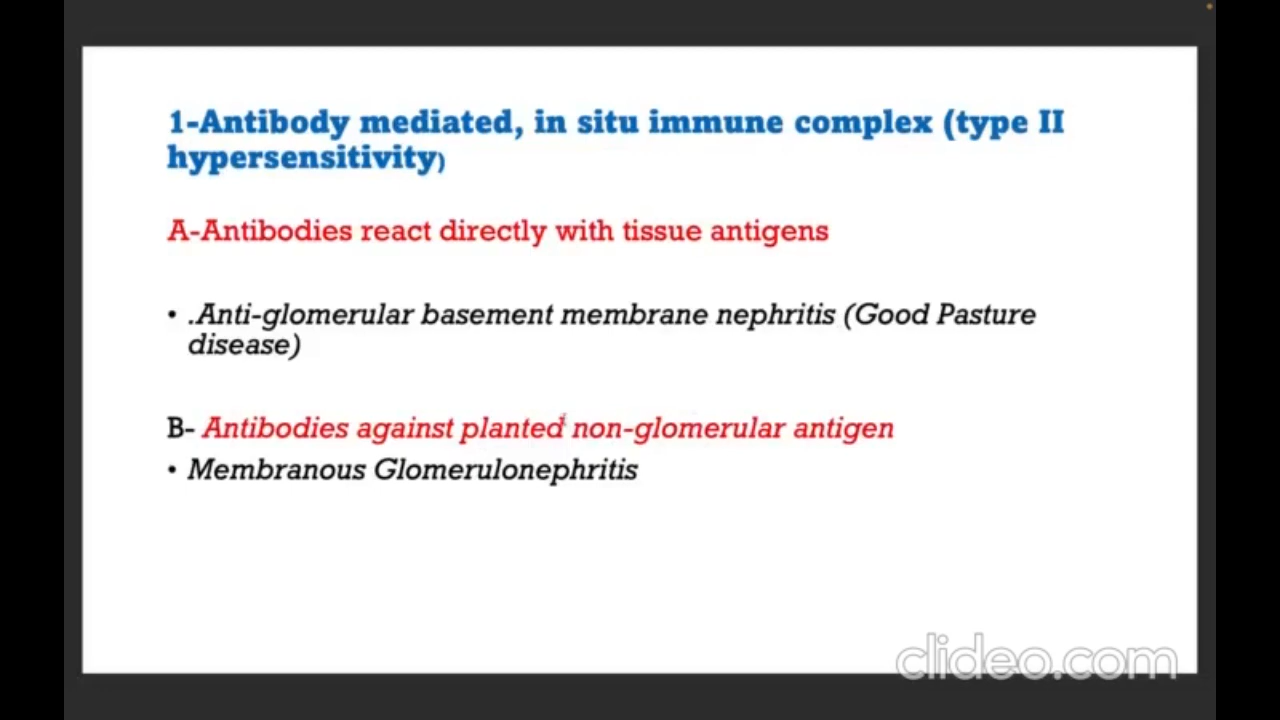 1-Antibody mediated, in situ immune complex (type II
hypersensitivity)
A-Antibodies react directly with tissue antigens
• .Anti-glomerular basement membrane nephritis (Good Pasture
disease)
B- Antibodies against planted non-glomerular antigen
• Membranous Glomerulonephritis
clideo.com